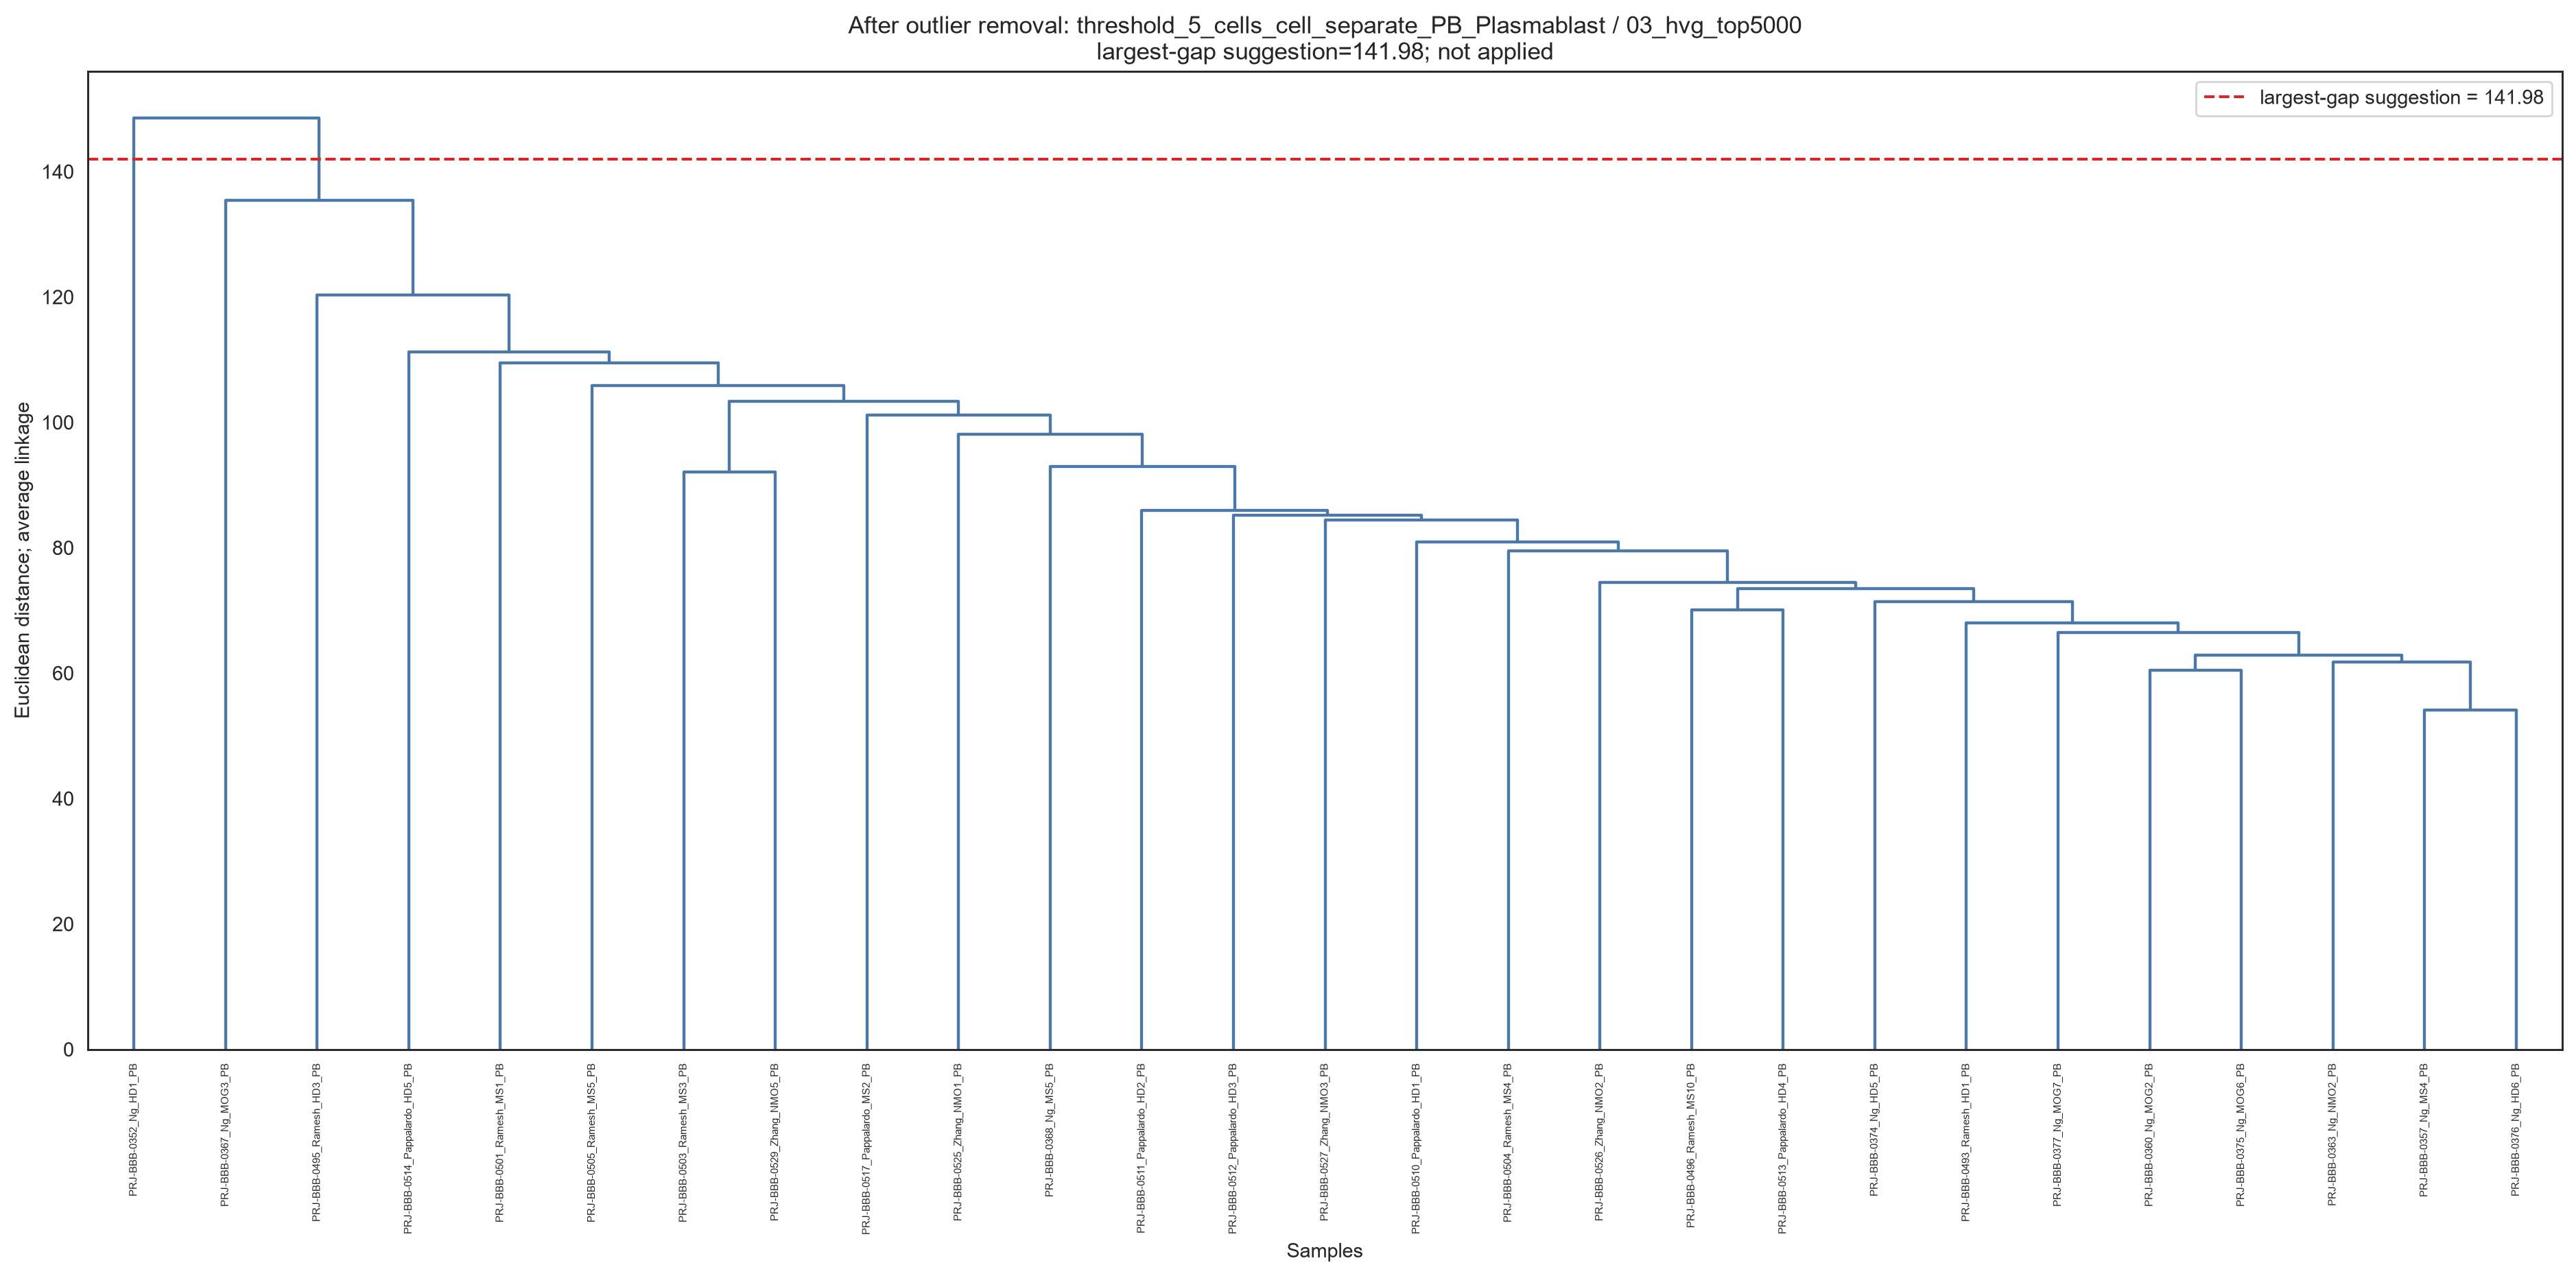 After outlier removal: threshold_5_cells_cell_separate_PB_Plasmablast / 03_hvg_top5000
largest-gap suggestion=141.98; not applied
largest-gap suggestion = 141.98
Euclidean distance; average linkage
140
120
100
80
60
40
20
0
PRJ-BBB-0352_Ng_HD1_PB
PRJ-BBB-0367_Ng_MOG3_PB
PRJ-BBB-0495_Ramesh_HD3_PB
PRJ-BBB-0514_Pappalardo_HD5_PB
PRJ-BBB-0501_Ramesh_MS1_PB
PRJ-BBB-0505_Ramesh_MS5_PB
PRJ-BBB-0503_Ramesh_MS3_PB
PRJ-BBB-0529_Zhang_NMO5_PB
PRJ-BBB-0517_Pappalardo_MS2_PB
PRJ-BBB-0525_Zhang_NMO1_PB
PRJ-BBB-0368_Ng_MS5_PB
PRJ-BBB-0511_Pappalardo_HD2_PB
PRJ-BBB-0512_Pappalardo_HD3_PB
PRJ-BBB-0527_Zhang_NMO3_PB
PRJ-BBB-0510_Pappalardo_HD1_PB
PRJ-BBB-0504_Ramesh_MS4_PB
PRJ-BBB-0526_Zhang_NMO2_PB
PRJ-BBB-0496_Ramesh_MS10_PB
PRJ-BBB-0513_Pappalardo_HD4_PB
PRJ-BBB-0374_Ng_HD5_PB
PRJ-BBB-0493_Ramesh_HD1_PB
PRJ-BBB-0377_Ng_MOG7_PB
PRJ-BBB-0360_Ng_MOG2_PB
PRJ-BBB-0375_Ng_MOG6_PB
PRJ-BBB-0363_Ng_NMO2_PB
PRJ-BBB-0357_Ng_MS4_PB
PRJ-BBB-0376_Ng_HD6_PB
Samples